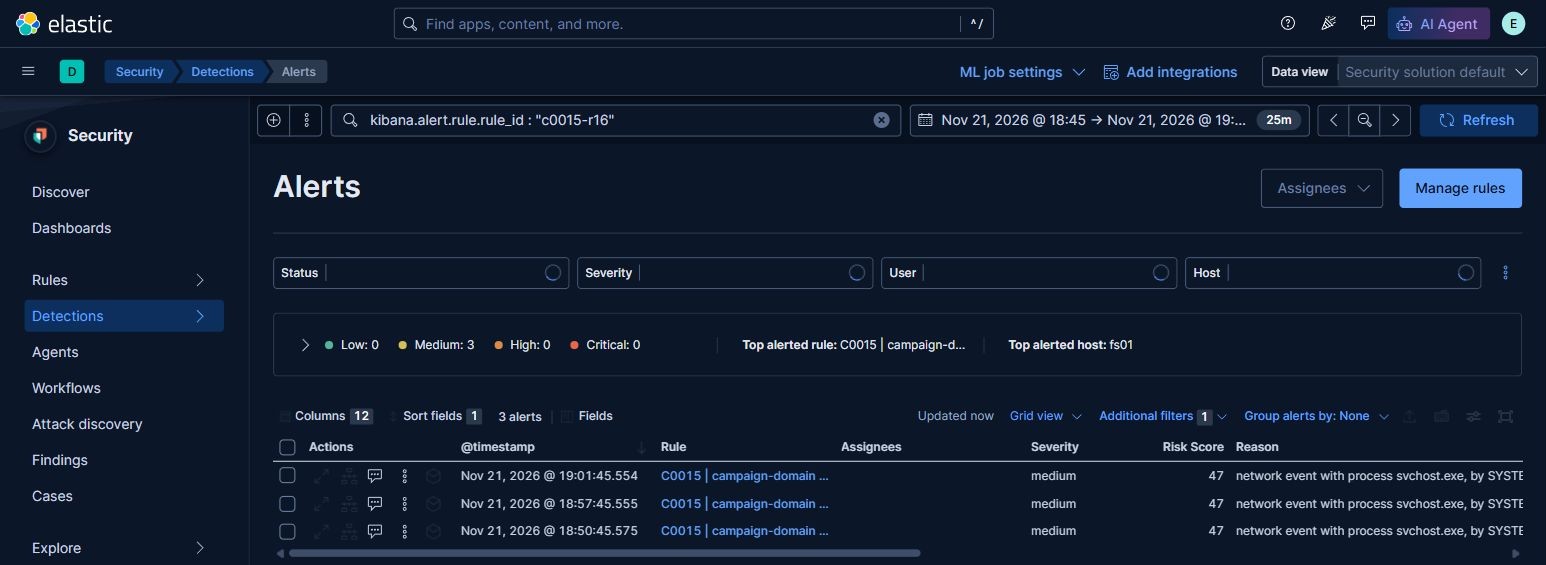 elastic
Find apps, content, and more.
^/
AI Agent
E
D
Security
Detections
Alerts
ML job settings
Add integrations
Data view
Security solution default
Security
kibana.alert.rule.rule_id : "c0015-r16"
Nov 21, 2026 @ 18:45 → Nov 21, 2026 @ 19:...
25m
Refresh
Discover
Dashboards
Rules
Detections
Agents
Workflows
Attack discovery
Findings
Cases
Explore
Alerts
Assignees
Manage rules
Status
Severity
User
Host
Low: 0
Medium: 3
High: 0
Critical: 0
Top alerted rule: C0015 | campaign-d...
Top alerted host: fs01
Columns 12
Sort fields 1
3 alerts
Fields
Updated now
Grid view
Additional filters 1
Group alerts by: None
Actions @timestamp Rule Assignees Severity Risk Score Reason
Nov 21, 2026 @ 19:01:45.554 C0015 | campaign-domain ... medium 47 network event with process svchost.exe, by SYSTE
Nov 21, 2026 @ 18:57:45.555 C0015 | campaign-domain ... medium 47 network event with process svchost.exe, by SYSTE
Nov 21, 2026 @ 18:50:45.575 C0015 | campaign-domain ... medium 47 network event with process svchost.exe, by SYSTE